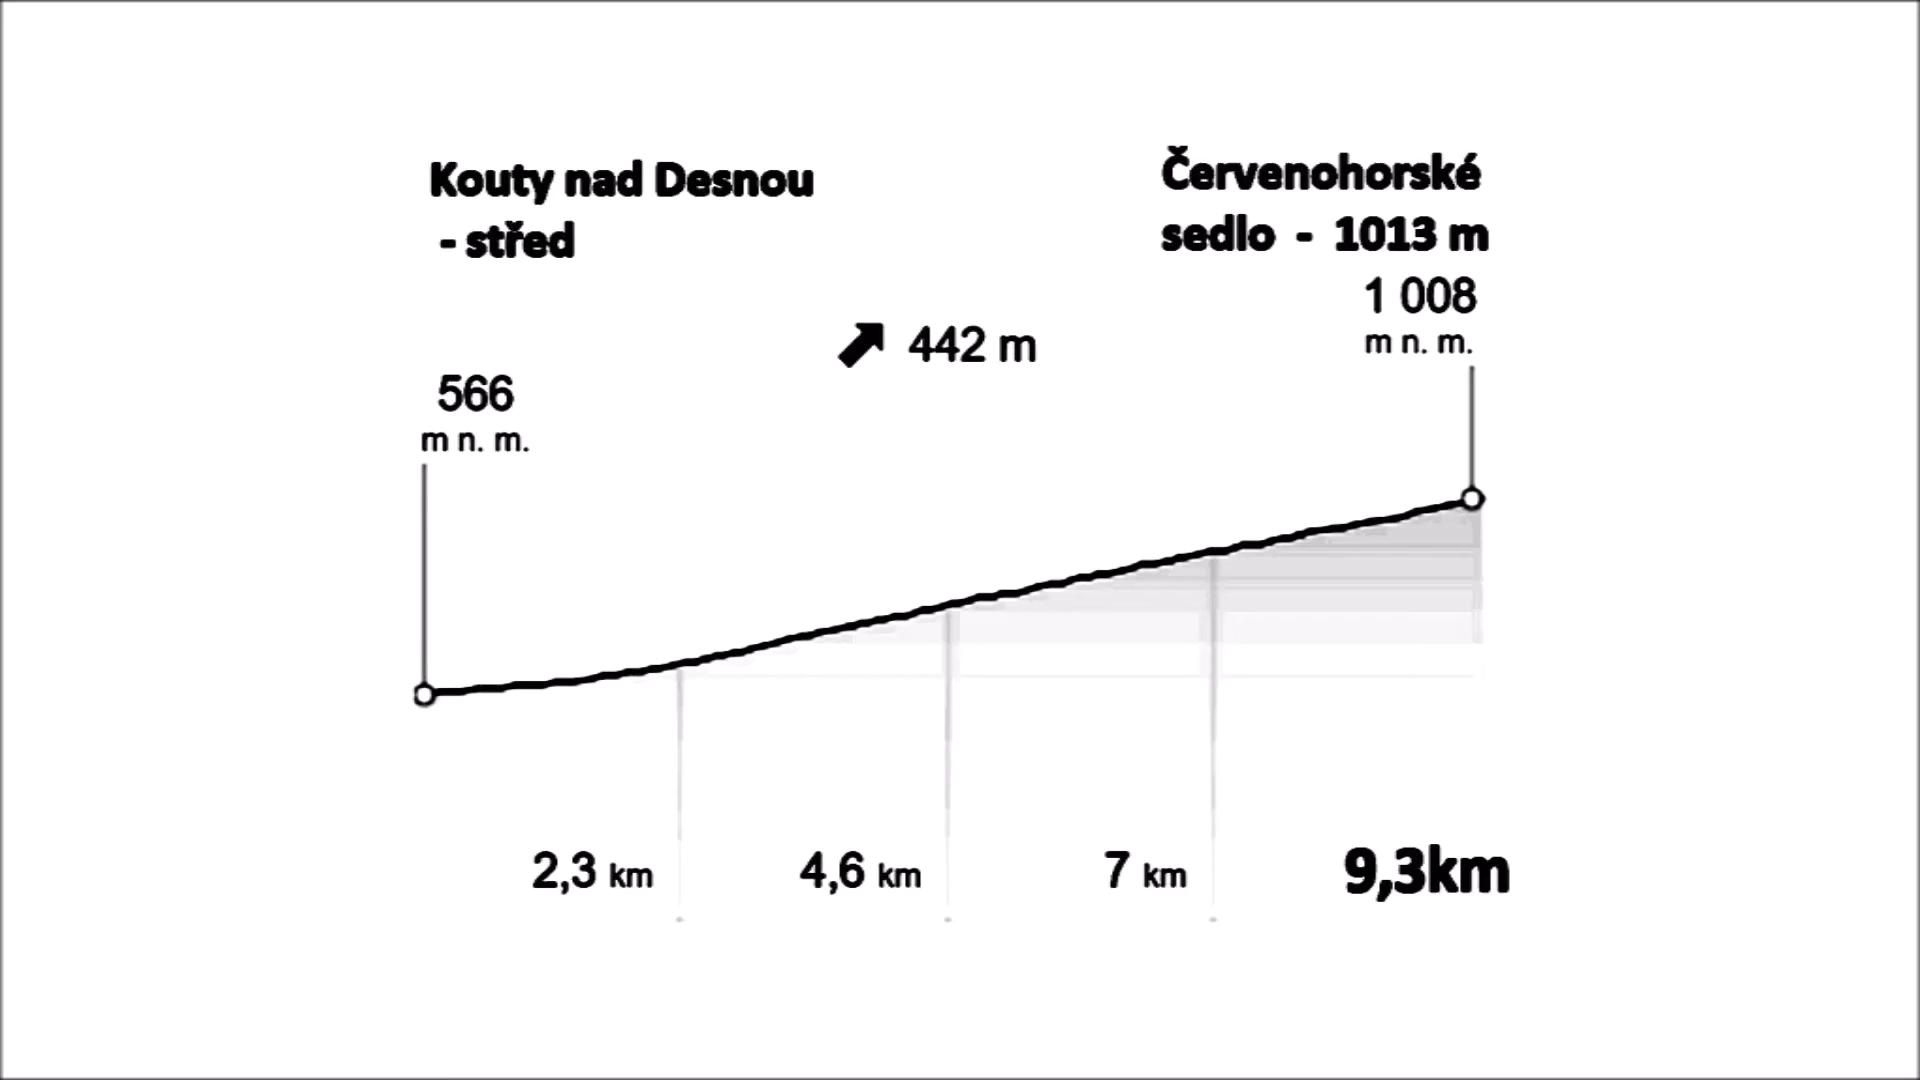 Kouty nad Desnou
- střed
Červenohorské
sedlo - 1013 m
1 008
m n. m.
442 m
566
m n. m.
2,3 km
4,6 km
7 km
9,3km